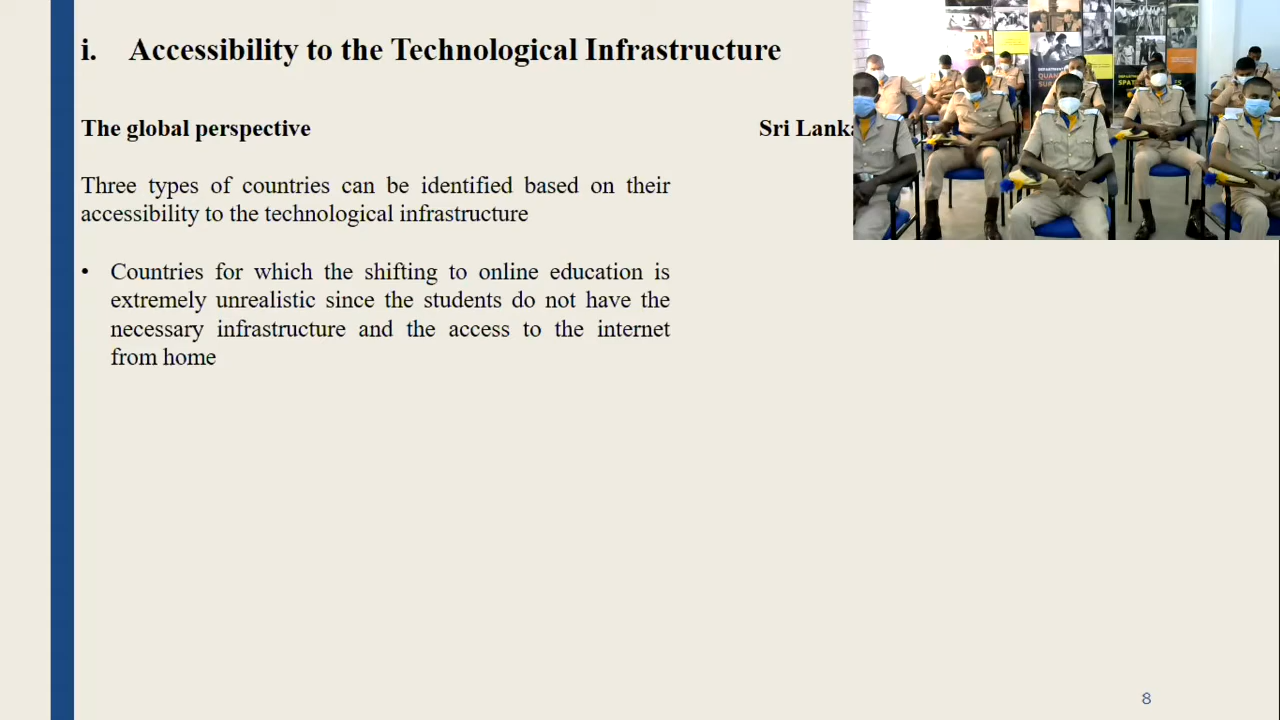 i. Accessibility to the Technological Infrastructure
The global perspective
Sri Lanka
Three types of countries can be identified based on their
accessibility to the technological infrastructure
• Countries for which the shifting to online education is
extremely unrealistic since the students do not have the
necessary infrastructure and the access to the internet
from home
8